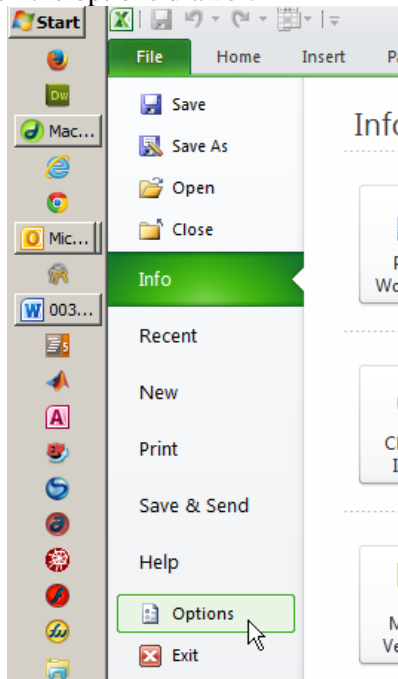 Start
File Home Insert
Dw
Save
Mac...
Save As
Open
Close
Mic...
Info
003...
Recent
New
Print
Save & Send
Help
Options
Exit